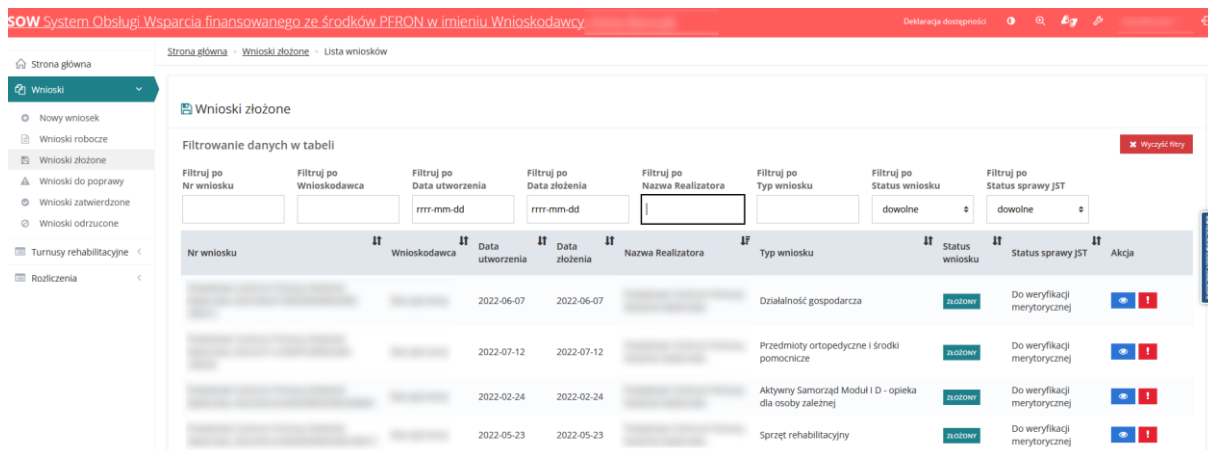 SOW System Obsługi Wsparcia finansowanego ze środków PFRON w imieniu Wnioskodawcy
Deklaracja dostępności
Strona główna
Wnioski
Nowy wniosek
Wnioski robocze
Wnioski złożone
Wnioski do poprawy
Wnioski zatwierdzone
Wnioski odrzucone
Turnusy rehabilitacyjne
Rozliczenia
Strona główna Wnioski złożone Lista wniosków
Wnioski złożone
Filtrowanie danych w tabeli
Wyczyść filtry
Filtruj po Filtruj po Filtruj po Filtruj po Filtruj po Filtruj po Filtruj po Filtruj po
Nr wniosku Wnioskodawca Data utworzenia Data złożenia Nazwa Realizatora Typ wniosku Status wniosku Status sprawy JST
rrrr-mm-dd rrrr-mm-dd dowolne dowolne
Nr wniosku Wnioskodawca Data Data Nazwa Realizatora Typ wniosku Status Status sprawy JST Akcja
utworzenia złożenia wniosku
2022-06-07 2022-06-07 Działalność gospodarcza ZŁOŻONY Do weryfikacji
merytorycznej
2022-07-12 2022-07-12 Przedmioty ortopedyczne i środki ZŁOŻONY Do weryfikacji
pomocnicze merytorycznej
2022-02-24 2022-02-24 Aktywny Samorząd Moduł I D - opieka ZŁOŻONY Do weryfikacji
dla osoby zależnej merytorycznej
2022-05-23 2022-05-23 Sprzęt rehabilitacyjny ZŁOŻONY Do weryfikacji
merytorycznej